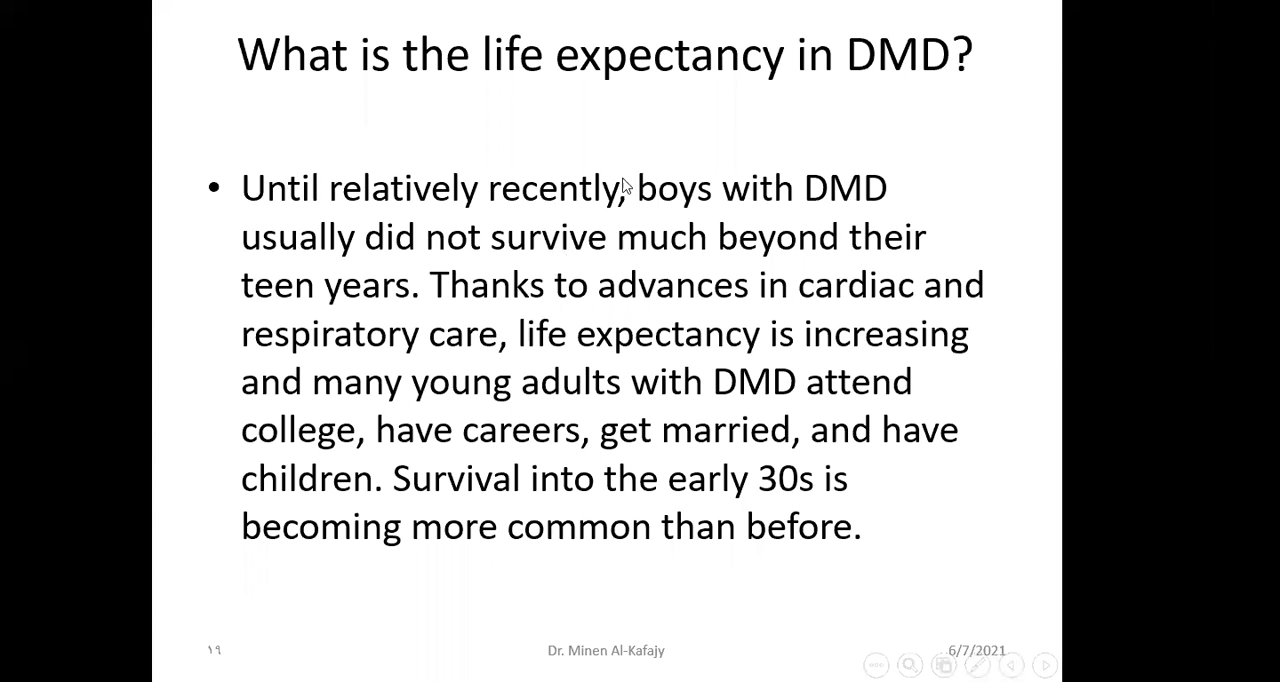 What is the life expectancy in DMD?
• Until relatively recently, boys with DMD
usually did not survive much beyond their
teen years. Thanks to advances in cardiac and
respiratory care, life expectancy is increasing
and many young adults with DMD attend
college, have careers, get married, and have
children. Survival into the early 30s is
becoming more common than before.
١٩
Dr. Minen Al-Kafajy
6/7/2021